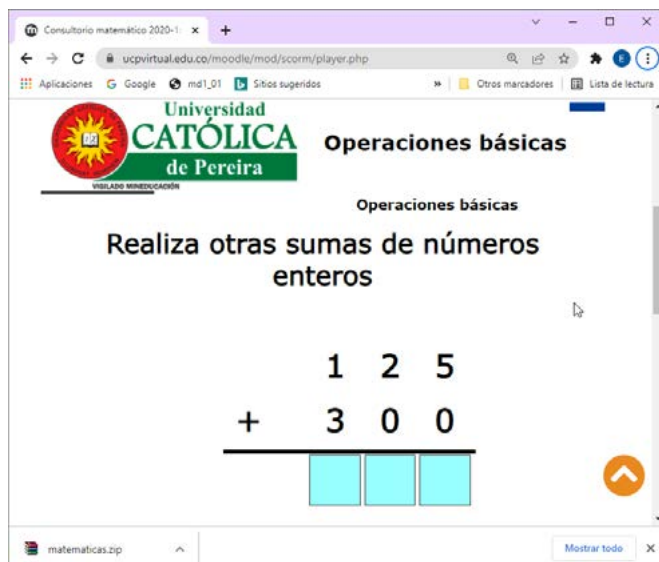 Consultorio matemático 2020-1
ucpvirtual.edu.co/moodle/mod/scorm/player.php
E
Aplicaciones
Google
md1_01
Sitios sugeridos
Otros marcadores
Lista de lectura
Universidad
CATÓLICA
de Pereira
VIGILADO MINEDUCACIÓN
Operaciones básicas
Operaciones básicas
Realiza otras sumas de números
enteros
1 2 5
+ 3 0 0
matematicas.zip
Mostrar todo